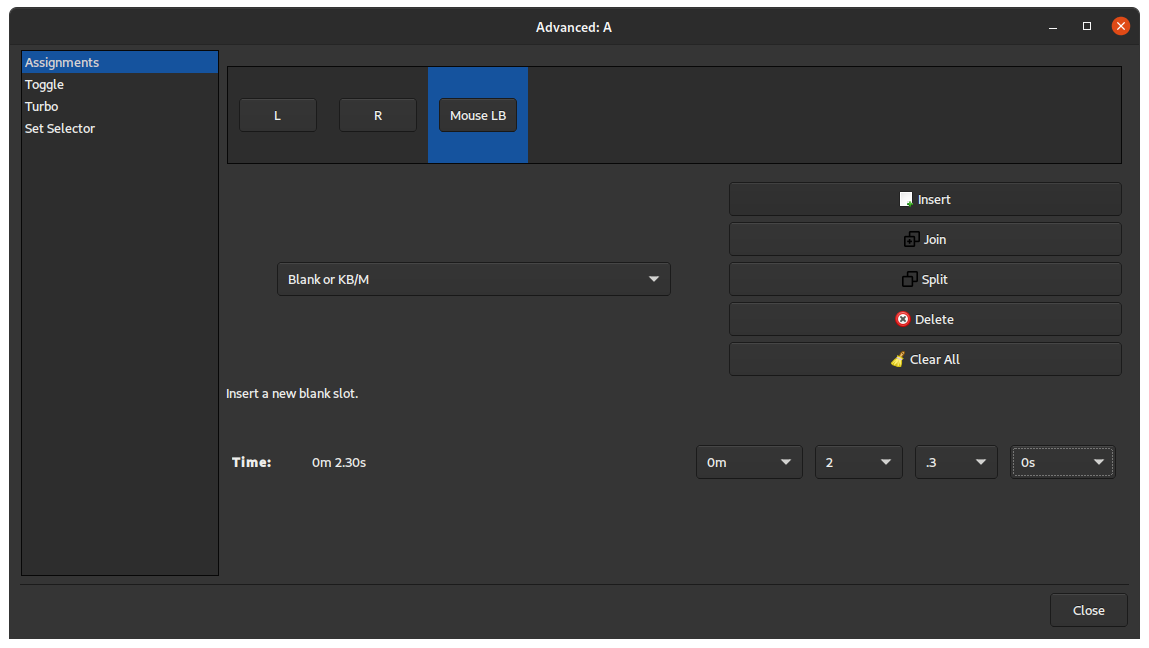 Advanced: A
Assignments
Toggle
Turbo
Set Selector
L
R
Mouse LB
Blank or KB/M
Insert
Join
Split
Delete
Clear All
Insert a new blank slot.
Time: 0m 2.30s 0m 2 .3 0s
Close